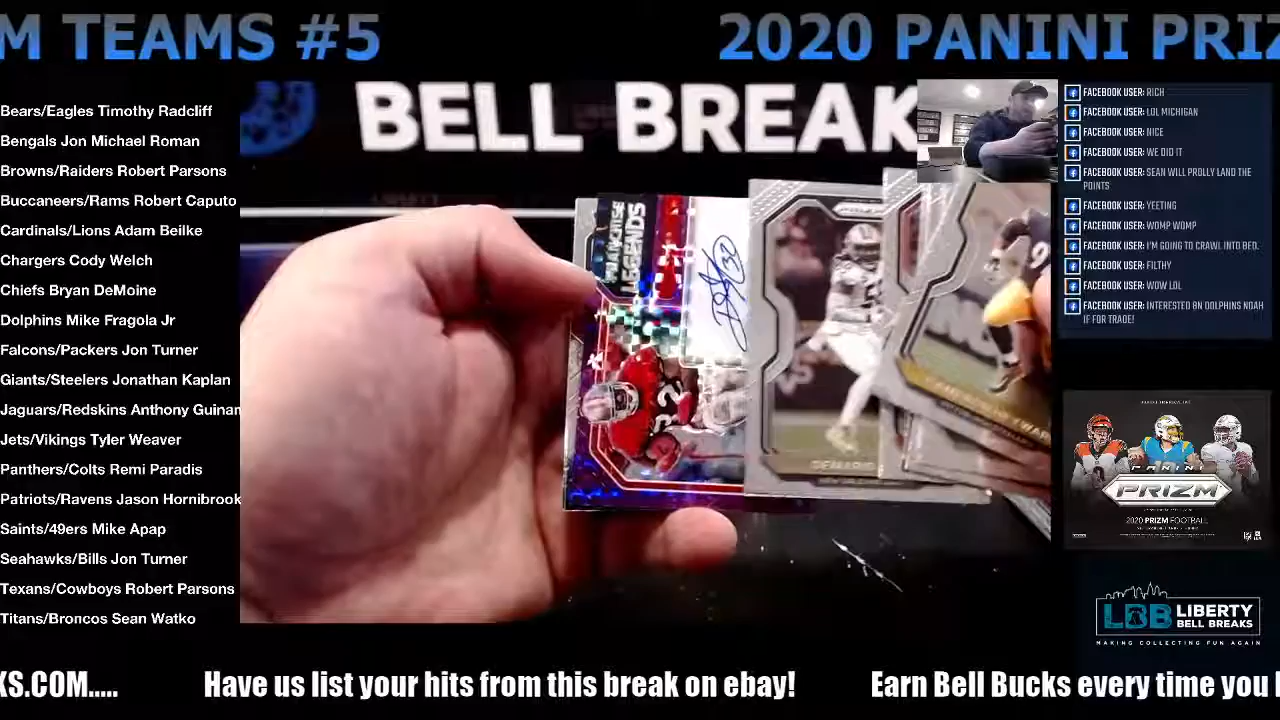 M TEAMS #5
2020 PANINI PRIZ
BELL BREAK
Bears/Eagles Timothy Radcliff
Bengals Jon Michael Roman
Browns/Raiders Robert Parsons
Buccaneers/Rams Robert Caputo
Cardinals/Lions Adam Beilke
Chargers Cody Welch
Chiefs Bryan DeMoine
Dolphins Mike Fragola Jr
Falcons/Packers Jon Turner
Giants/Steelers Jonathan Kaplan
Jaguars/Redskins Anthony Guinan
Jets/Vikings Tyler Weaver
Panthers/Colts Remi Paradis
Patriots/Ravens Jason Hornibrook
Saints/49ers Mike Apap
Seahawks/Bills Jon Turner
Texans/Cowboys Robert Parsons
Titans/Broncos Sean Watko
FRANCHISE
LEGENDS
32
FACEBOOK USER: RICH
FACEBOOK USER: LOL MICHIGAN
FACEBOOK USER: NICE
FACEBOOK USER: WE DID IT
FACEBOOK USER: SEAN WILL PROLLY LAND THE
POINTS
FACEBOOK USER: YEETING
FACEBOOK USER: WOMP WOMP
FACEBOOK USER: I'M GOING TO CRAWL INTO BED.
FACEBOOK USER: FILTHY
FACEBOOK USER: WOW LOL
FACEBOOK USER: INTERESTED BN DOLPHINS NOAH
IF FOR TRADE!
PANINI
PRIZM
2020 PRIZM FOOTBALL
LBB LIBERTY
BELL BREAKS
MAKING COLLECTING FUN AGAIN
KS.COM.....
Have us list your hits from this break on ebay!
Earn Bell Bucks every time you